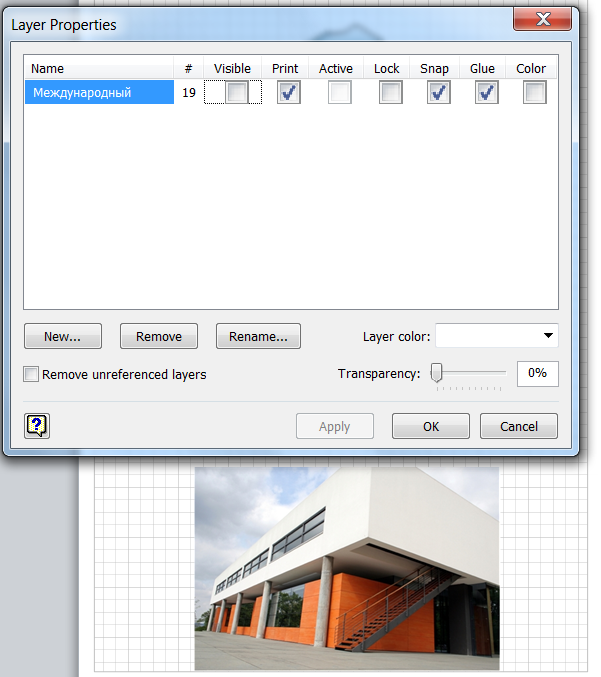 Layer Properties
Name # Visible Print Active Lock Snap Glue Color
Международный 19
New... Remove Rename... Layer color:
Remove unreferenced layers Transparency: 0%
? Apply OK Cancel